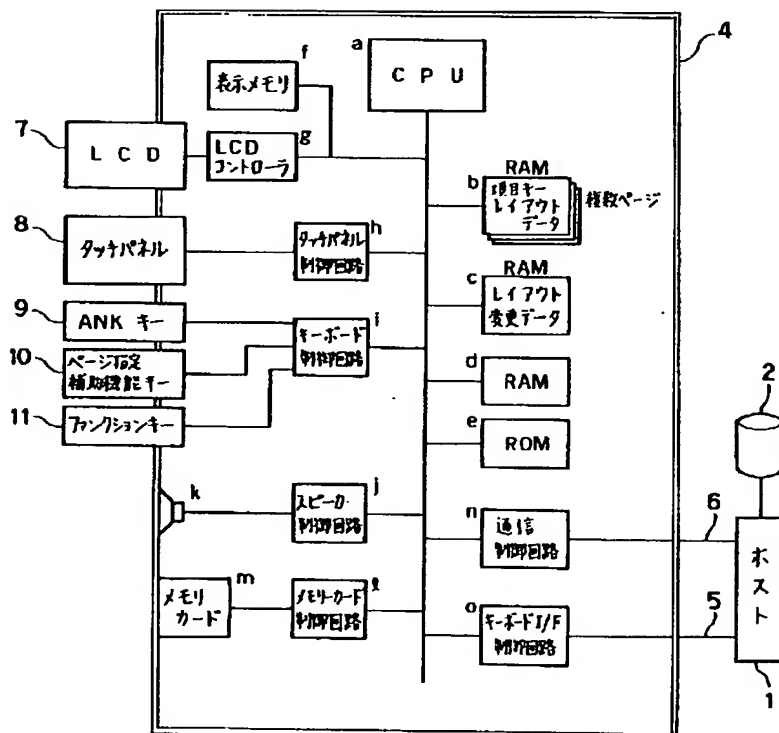 a
CPU
4
f
表示メモリ
7
LCD
g
LCD
コントローラ
b
RAM
項目キー
レイアウト
データ
複数ページ
8
タッチパネル
h
タッチパネル
制御回路
c
RAM
レイアウト
変更データ
9
ANK キー
i
キーボード
制御回路
10
ページ指定
補助機能キー
d
RAM
11
ファンクションキー
e
ROM
2
k
j
スピーカ・
制御回路
n
通信
制御回路
6
ホスト
m
メモリ
カード
ℓ
メモリーカード
制御回路
o
キーボードI/F
制御回路
5
1